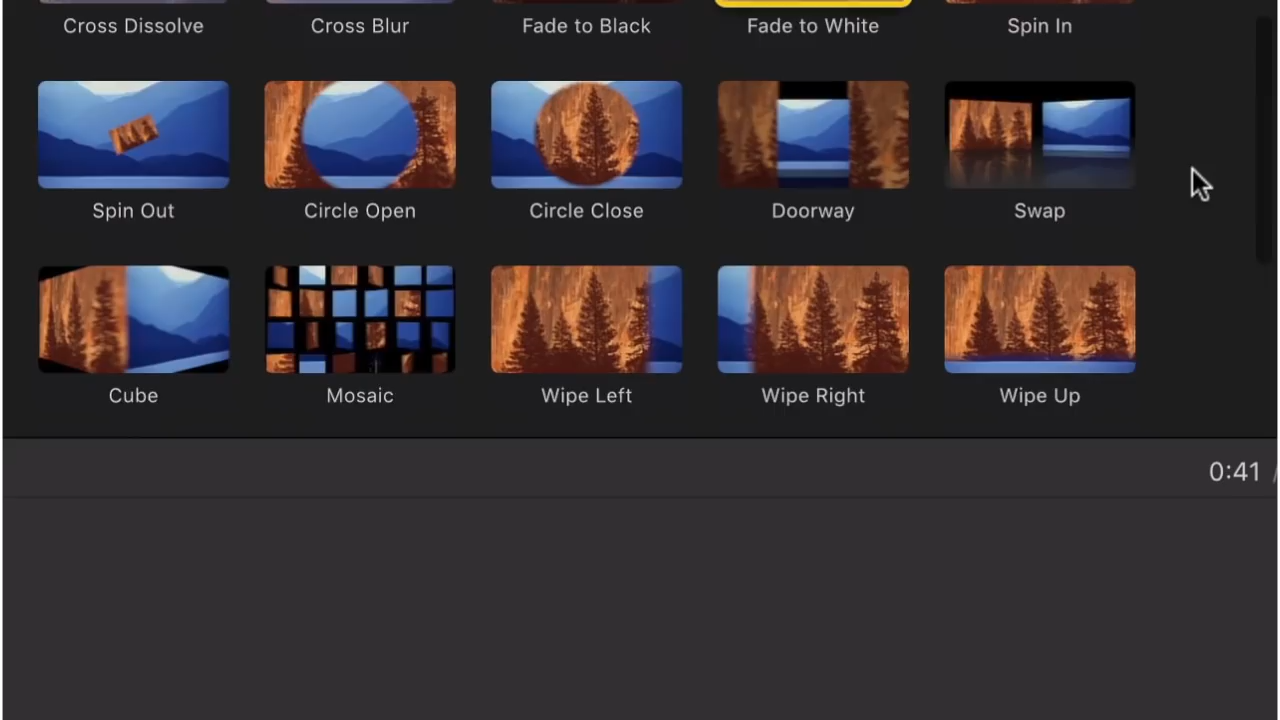 Cross Dissolve Cross Blur Fade to Black Fade to White Spin In
Spin Out Circle Open Circle Close Doorway Swap
Cube Mosaic Wipe Left Wipe Right Wipe Up
0:41 /